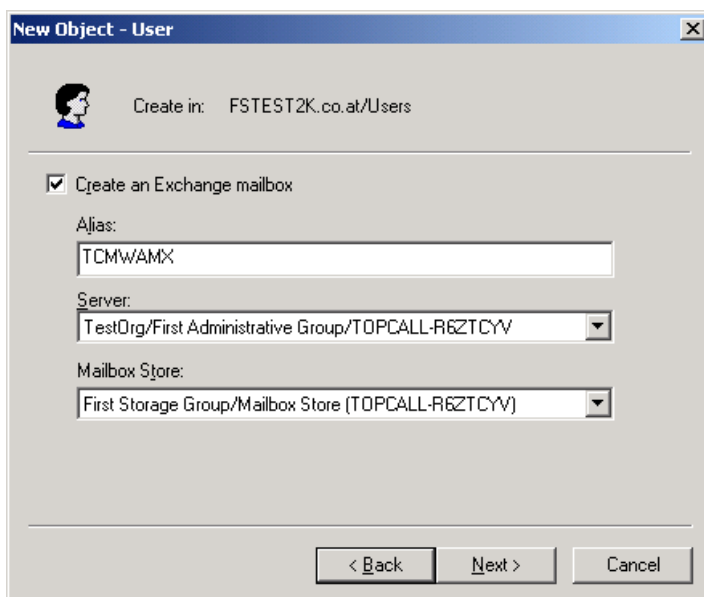 New Object - User
Create in: FSTEST2K.co.at/Users
Create an Exchange mailbox
Alias:
TCMWAMX
Server:
TestOrg/First Administrative Group/TOPCALL-R6ZTCYV
Mailbox Store:
First Storage Group/Mailbox Store (TOPCALL-R6ZTCYV)
< Back Next > Cancel